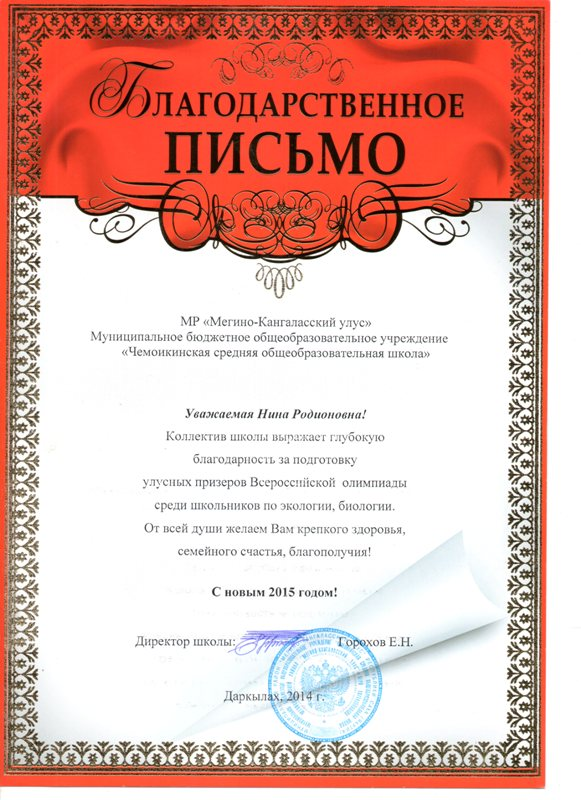 Благодарственное
ПИСЬМО
МР «Мегино-Кангаласский улус»
Муниципальное бюджетное общеобразовательное учреждение
«Чемоикинская средняя общеобразовательная школа»
Уважаемая Нина Родионовна!
Коллектив школы выражает глубокую
благодарность за подготовку
улусных призеров Всероссийской олимпиады
среди школьников по экологии, биологии.
От всей души желаем Вам крепкого здоровья,
семейного счастья, благополучия!
С новым 2015 годом!
Директор школы: Горохов Е.Н.
Даркылах, 2014 г.